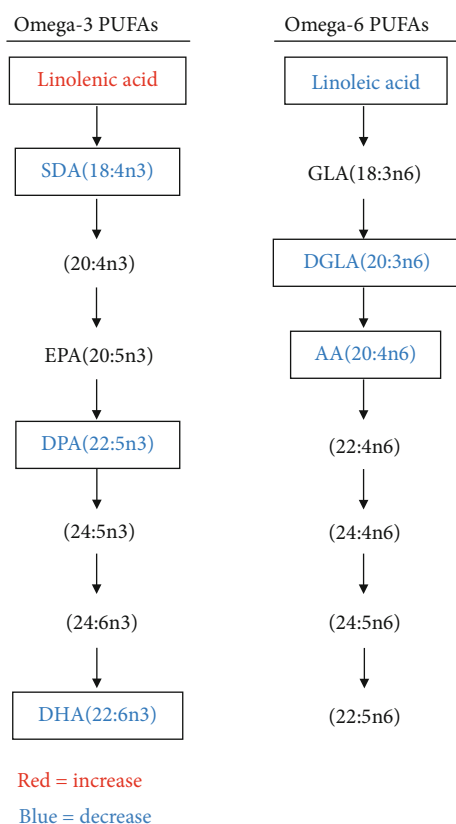 Omega-3 PUFAs
Linolenic acid
SDA(18:4n3)
(20:4n3)
EPA(20:5n3)
DPA(22:5n3)
(24:5n3)
(24:6n3)
DHA(22:6n3)
Omega-6 PUFAs
Linoleic acid
GLA(18:3n6)
DGLA(20:3n6)
AA(20:4n6)
(22:4n6)
(24:4n6)
(24:5n6)
(22:5n6)
Red = increase
Blue = decrease